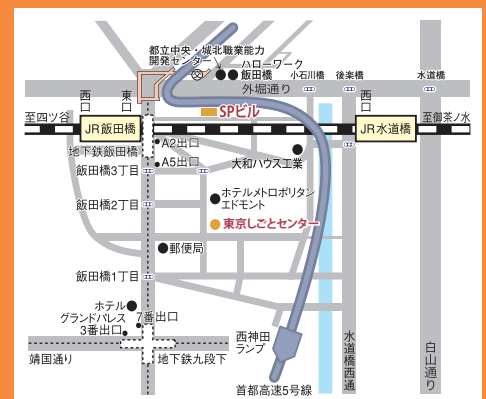 都立中央・城北職業能力
開発センター
ハローワーク
飯田橋
小石川橋
後楽橋
水道橋
外堀通り
西口
東口
SPビル
西口
至四ツ谷
JR飯田橋
JR水道橋
至御茶ノ水
地下鉄飯田橋
A2出口
A5出口
大和ハウス工業
飯田橋3丁目
ホテルメトロポリタン
エドモント
飯田橋2丁目
東京しごとセンター
郵便局
飯田橋1丁目
ホテル
グランドパレス
7番出口
3番出口
西神田
ランプ
水道橋西通
白山通り
靖国通り
地下鉄九段下
首都高速5号線